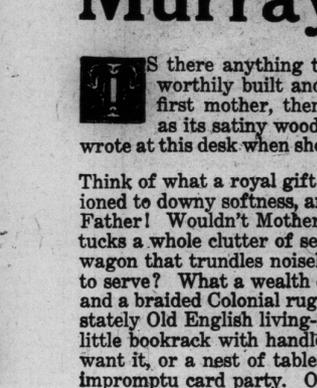 Murray
IS there anything t
worthily built and
first mother, then
as its satiny wood
wrote at this desk when she
Think of what a royal gift
ioned to downy softness, a
Father! Wouldn't Mother
tucks a whole clutter of se
wagon that trundles noisel
to serve? What a wealth
and a braided Colonial rug
stately Old English living-
little bookrack with handl
want it, or a nest of table
impromptu card party. O